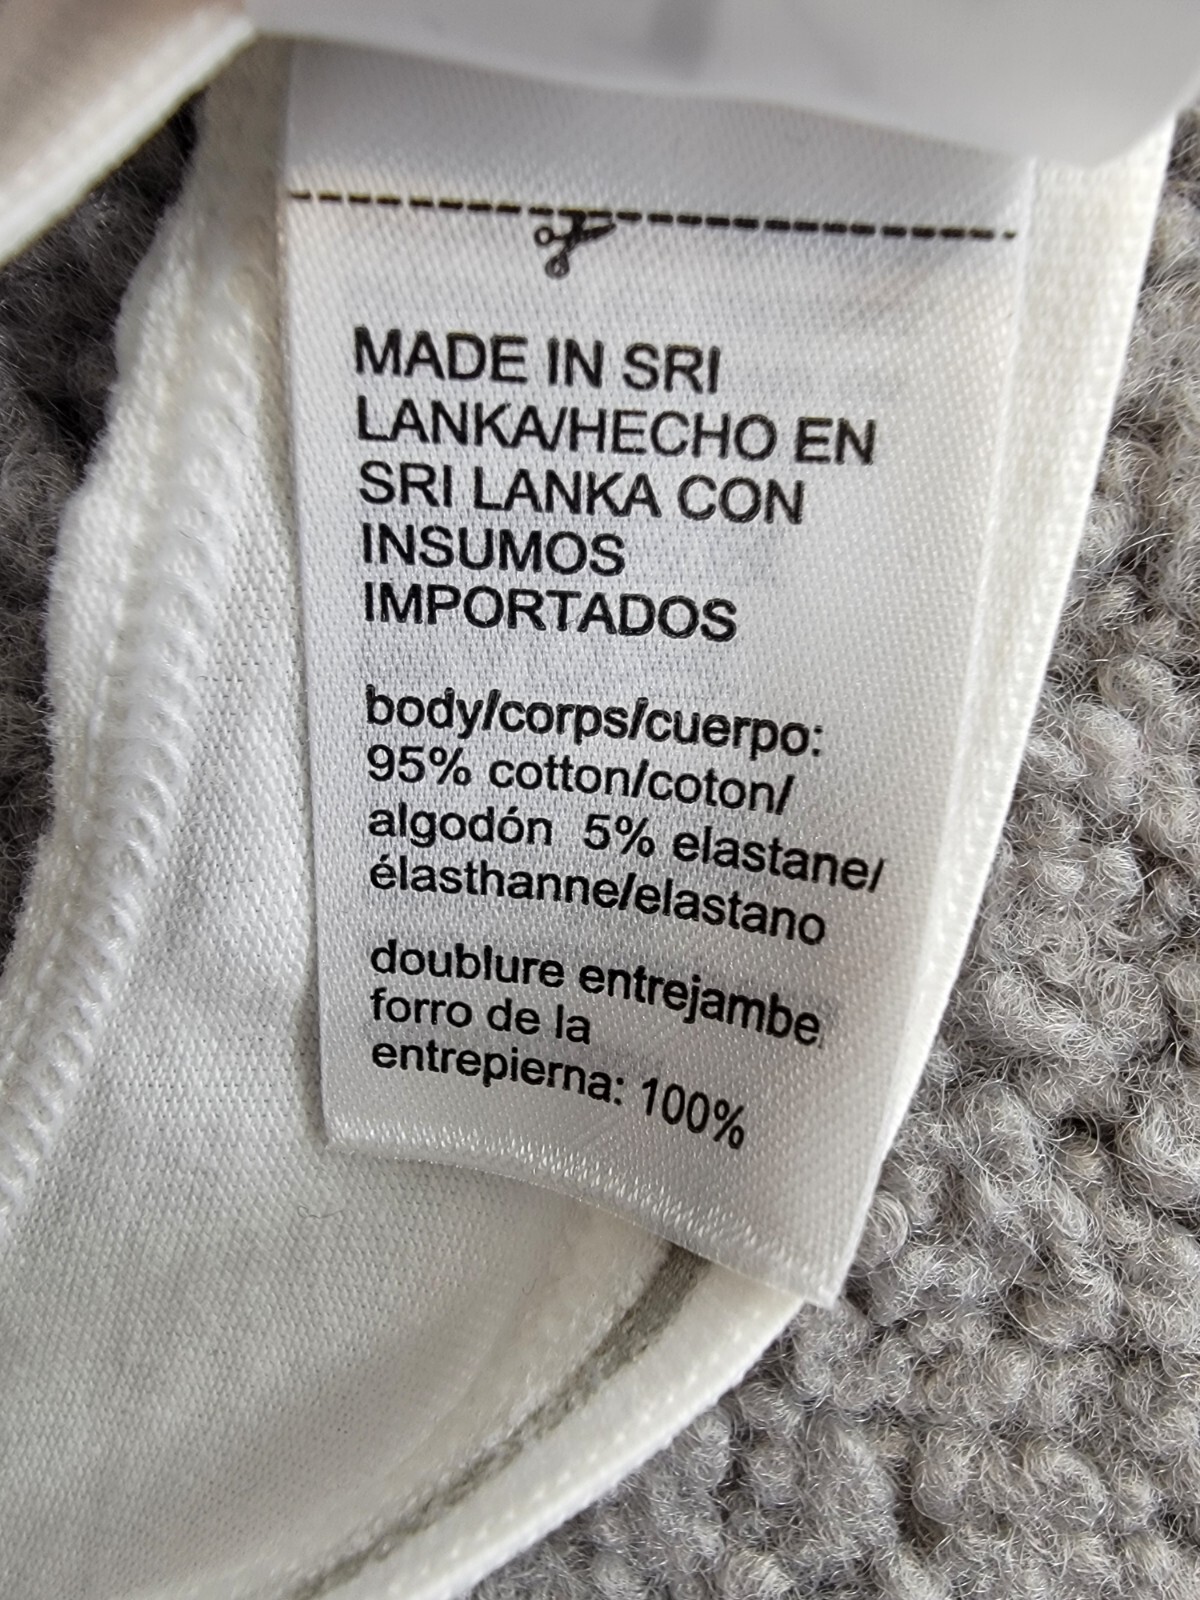 MADE IN SRI
LANKA/HECHO EN
SRI LANKA CON
INSUMOS
IMPORTADOS
body/corps/cuerpo:
95% cotton/coton/
algodón 5% elastane/
élasthanne/elastano
doublure entrejambe
forro de la
entrepierna: 100%